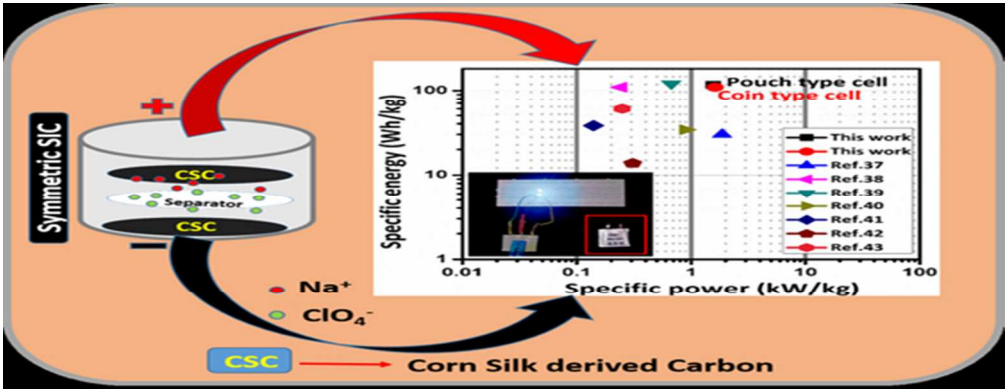 Symmetric SIC
+
CSC
Separator
CSC
−
Na⁺
ClO₄⁻
CSC → Corn Silk derived Carbon
Specific energy (Wh/kg)
100
10
1
0.01 0.1 1 10 100
Specific power (kW/kg)
Pouch type cell
Coin type cell
This work
This work
Ref.37
Ref.38
Ref.39
Ref.40
Ref.41
Ref.42
Ref.43